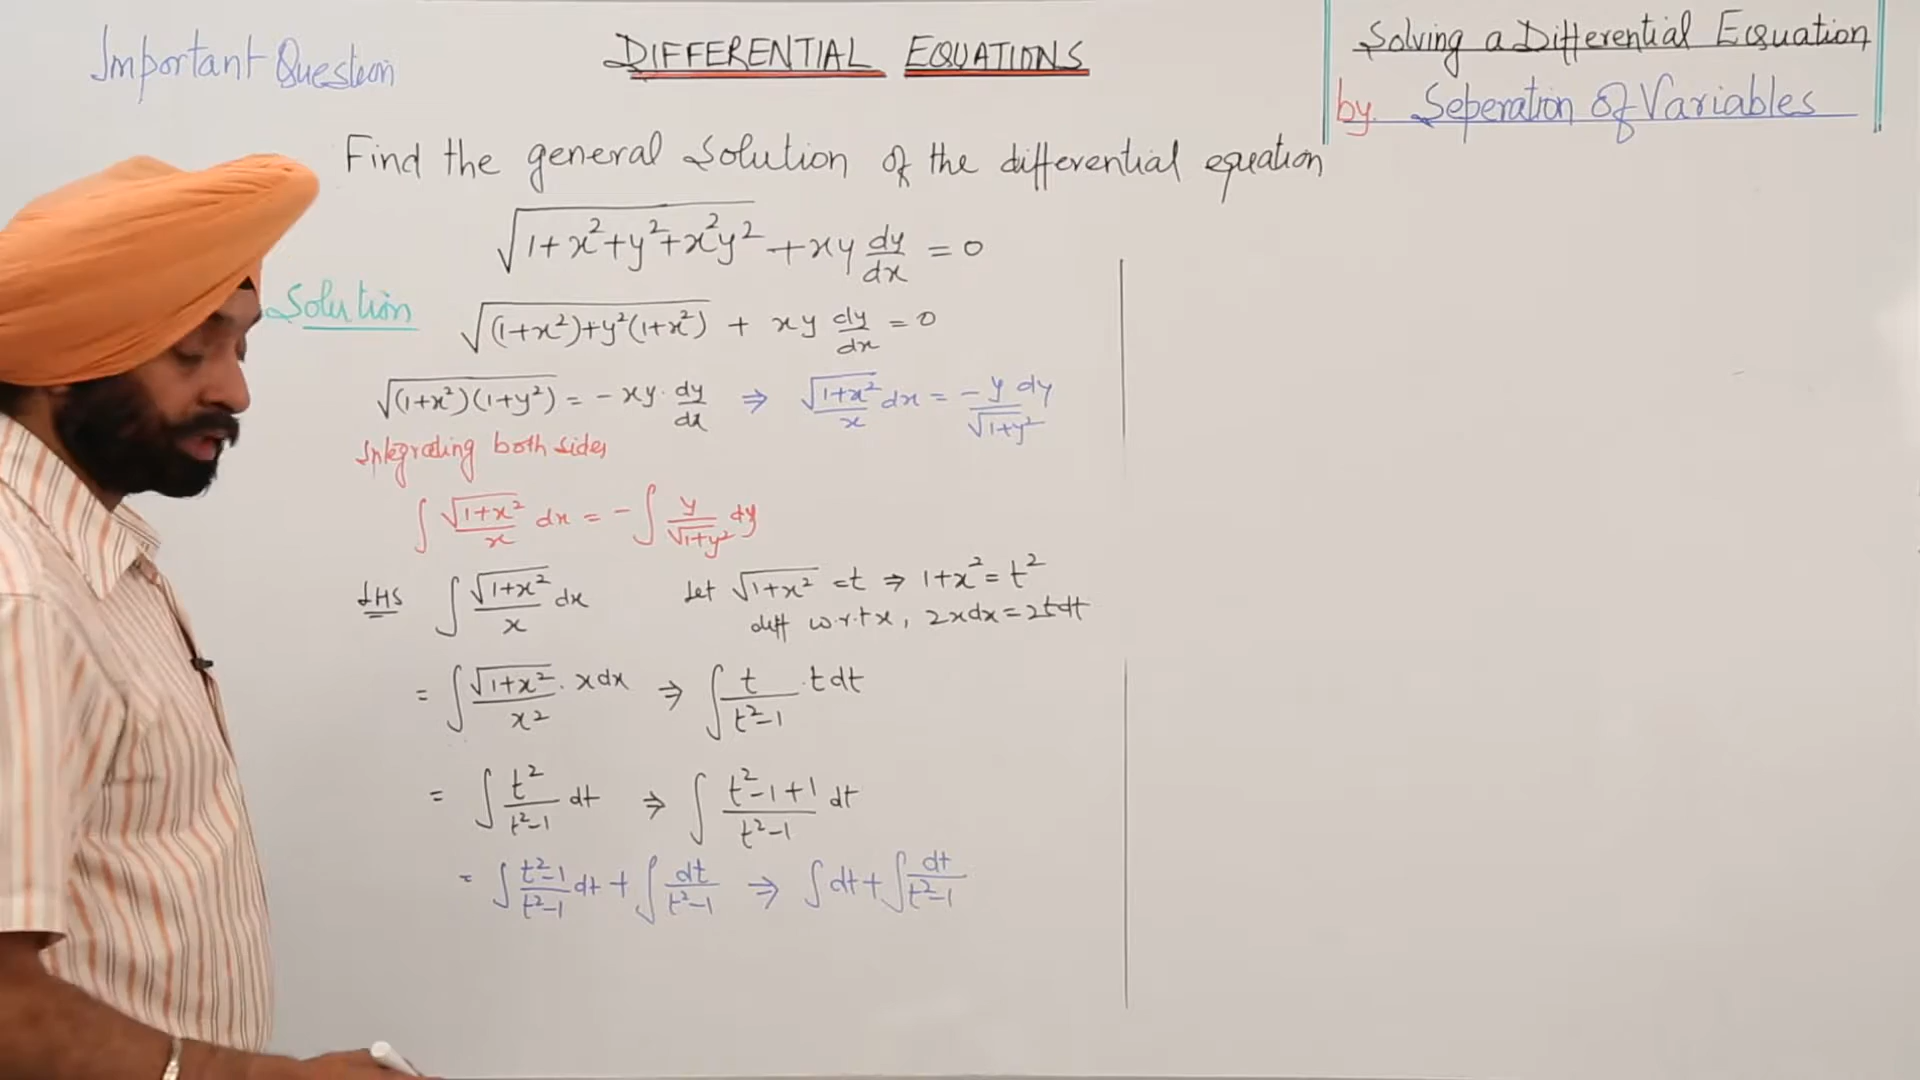 Important Question
DIFFERENTIAL EQUATIONS
Solving a Differential Equation
by Seperation Of Variables
Find the general Solution of the differential equation
√(1+x²+y²+x²y²) + xy dy/dx = 0
Solution
√((1+x²)+y²(1+x²)) + xy dy/dx = 0
√((1+x²)(1+y²)) = -xy. dy/dx ⇒ √(1+x²)/x dx = -y dy/√(1+y²)
Integrating both sides
∫ √(1+x²)/x dx = -∫ y/√(1+y²) dy
LHS ∫ √(1+x²)/x dx Let √(1+x²) = t ⇒ 1+x² = t²
diff w.r.t x, 2xdx = 2tdt
= ∫ √(1+x²)/x² . xdx ⇒ ∫ t/(t²-1) . tdt
= ∫ t²/(t²-1) dt ⇒ ∫ (t²-1+1)/(t²-1) dt
= ∫ (t²-1)/(t²-1) dt + ∫ dt/(t²-1) ⇒ ∫ dt + ∫ dt/(t²-1)